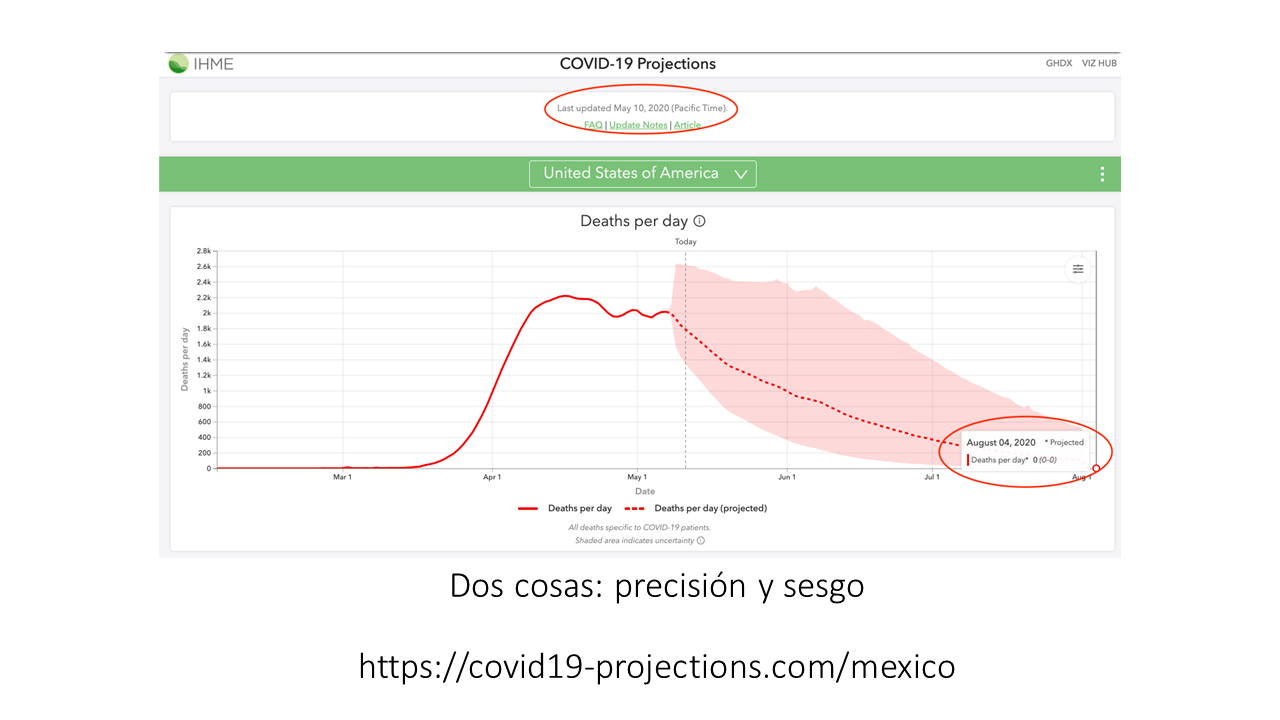 IHME
COVID-19 Projections
GHDX VIZ HUB
Last updated May 10, 2020 (Pacific Time).
FAQ | Update Notes | Article
United States of America
Deaths per day
Today
2.8k
2.6k
2.4k
2.2k
2k
1.8k
1.6k
1.4k
1.2k
1k
800
600
400
200
0
Deaths per day
August 04, 2020 * Projected
Deaths per day* 0 (0-0)
Mar 1 Apr 1 May 1 Jun 1 Jul 1 Aug 1
Date
Deaths per day Deaths per day (projected)
All deaths specific to COVID-19 patients.
Shaded area indicates uncertainty
Dos cosas: precisión y sesgo
https://covid19-projections.com/mexico